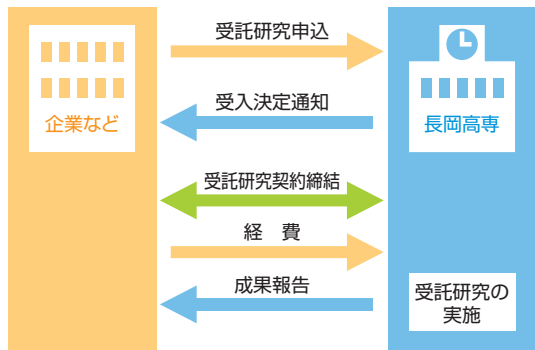 受託研究申込
受入決定通知
企業など
長岡高専
受託研究契約締結
経　費
成果報告
受託研究の
実施